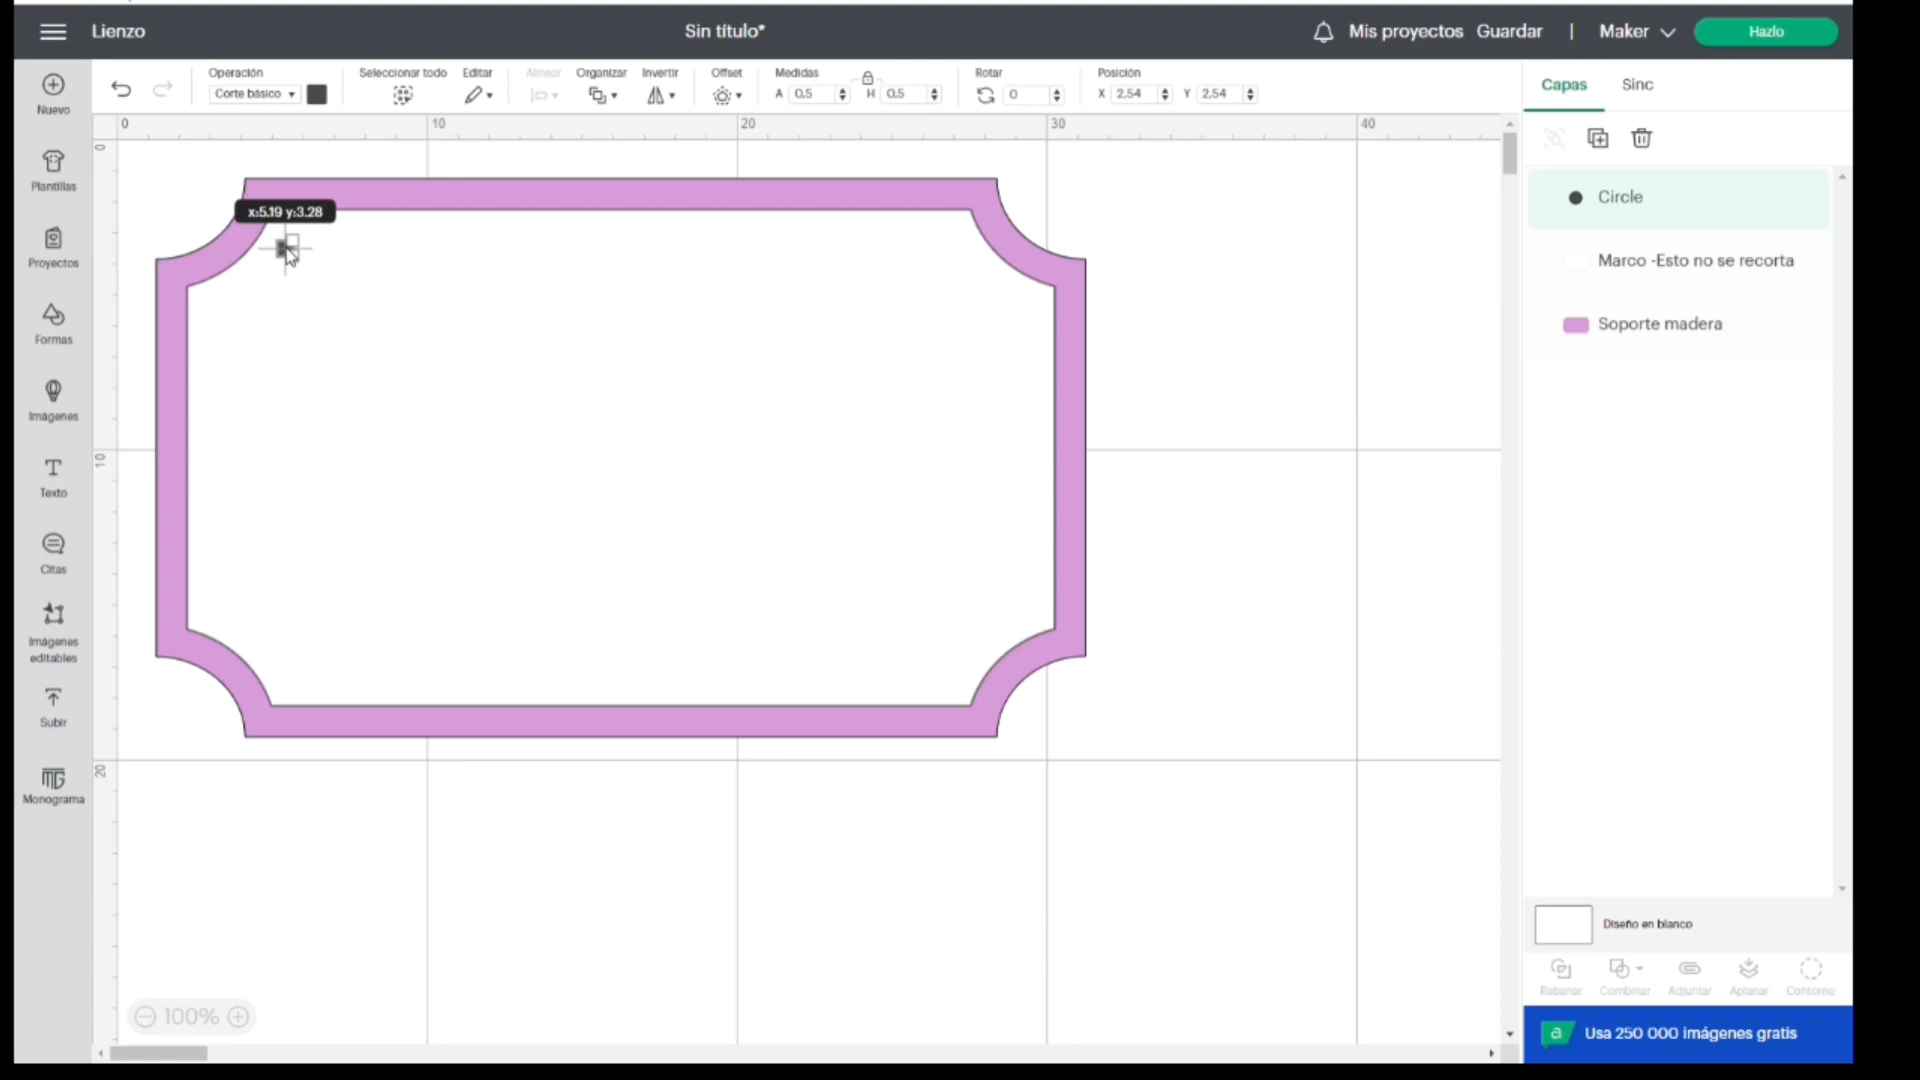 Lienzo
Sin título*
Mis proyectos Guardar | Maker Hazlo
Operación
Corte básico
Seleccionar todo
Editar
Alinear
Organizar
Invertir
Offset
Medidas
A 0,5 H 0,5
Rotar
0
Posición
X 2,54 Y 2,54
Capas Sinc
Nuevo
Plantillas
Proyectos
Formas
Imágenes
Texto
Citas
Imágenes
editables
Subir
MG
Monograma
0 10 20 30 40
0
10
20
x:5.19 y:3.28
Circle
Marco -Esto no se recorta
Soporte madera
Diseño en blanco
Rebanar Combinar Adjuntar Aplanar Contorno
a Usa 250 000 imágenes gratis
100%